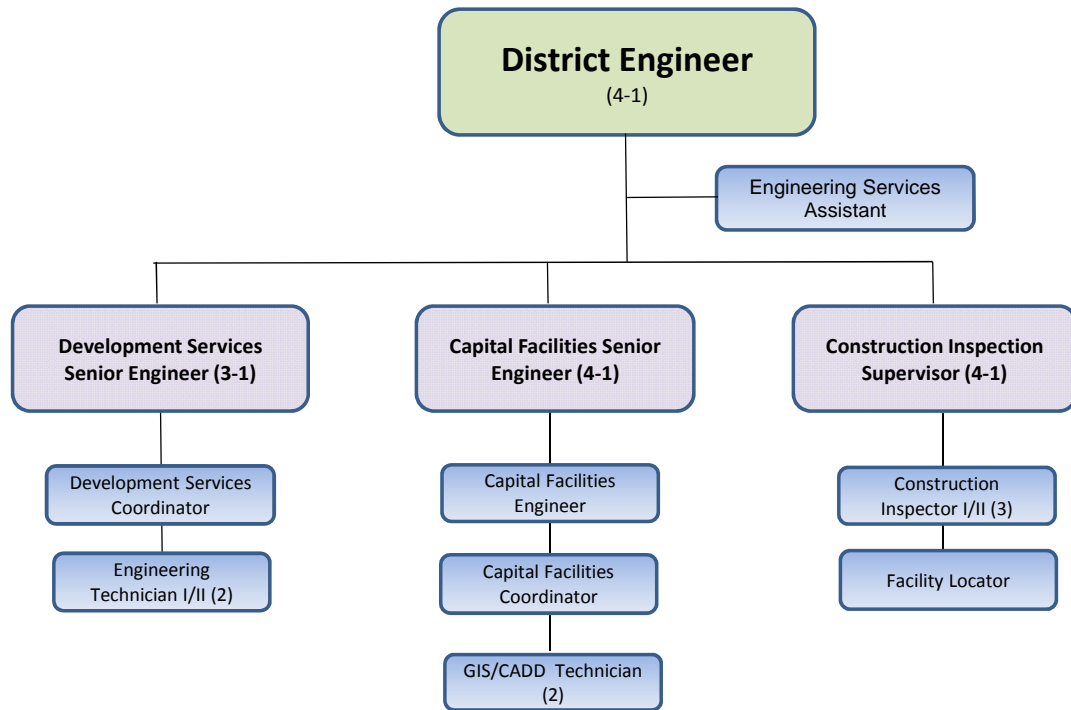 District Engineer
(4-1)
Engineering Services
Assistant
Development Services
Senior Engineer (3-1)
Capital Facilities Senior
Engineer (4-1)
Construction Inspection
Supervisor (4-1)
Development Services
Coordinator
Capital Facilities
Engineer
Construction
Inspector I/II (3)
Engineering
Technician I/II (2)
Capital Facilities
Coordinator
Facility Locator
GIS/CADD Technician
(2)